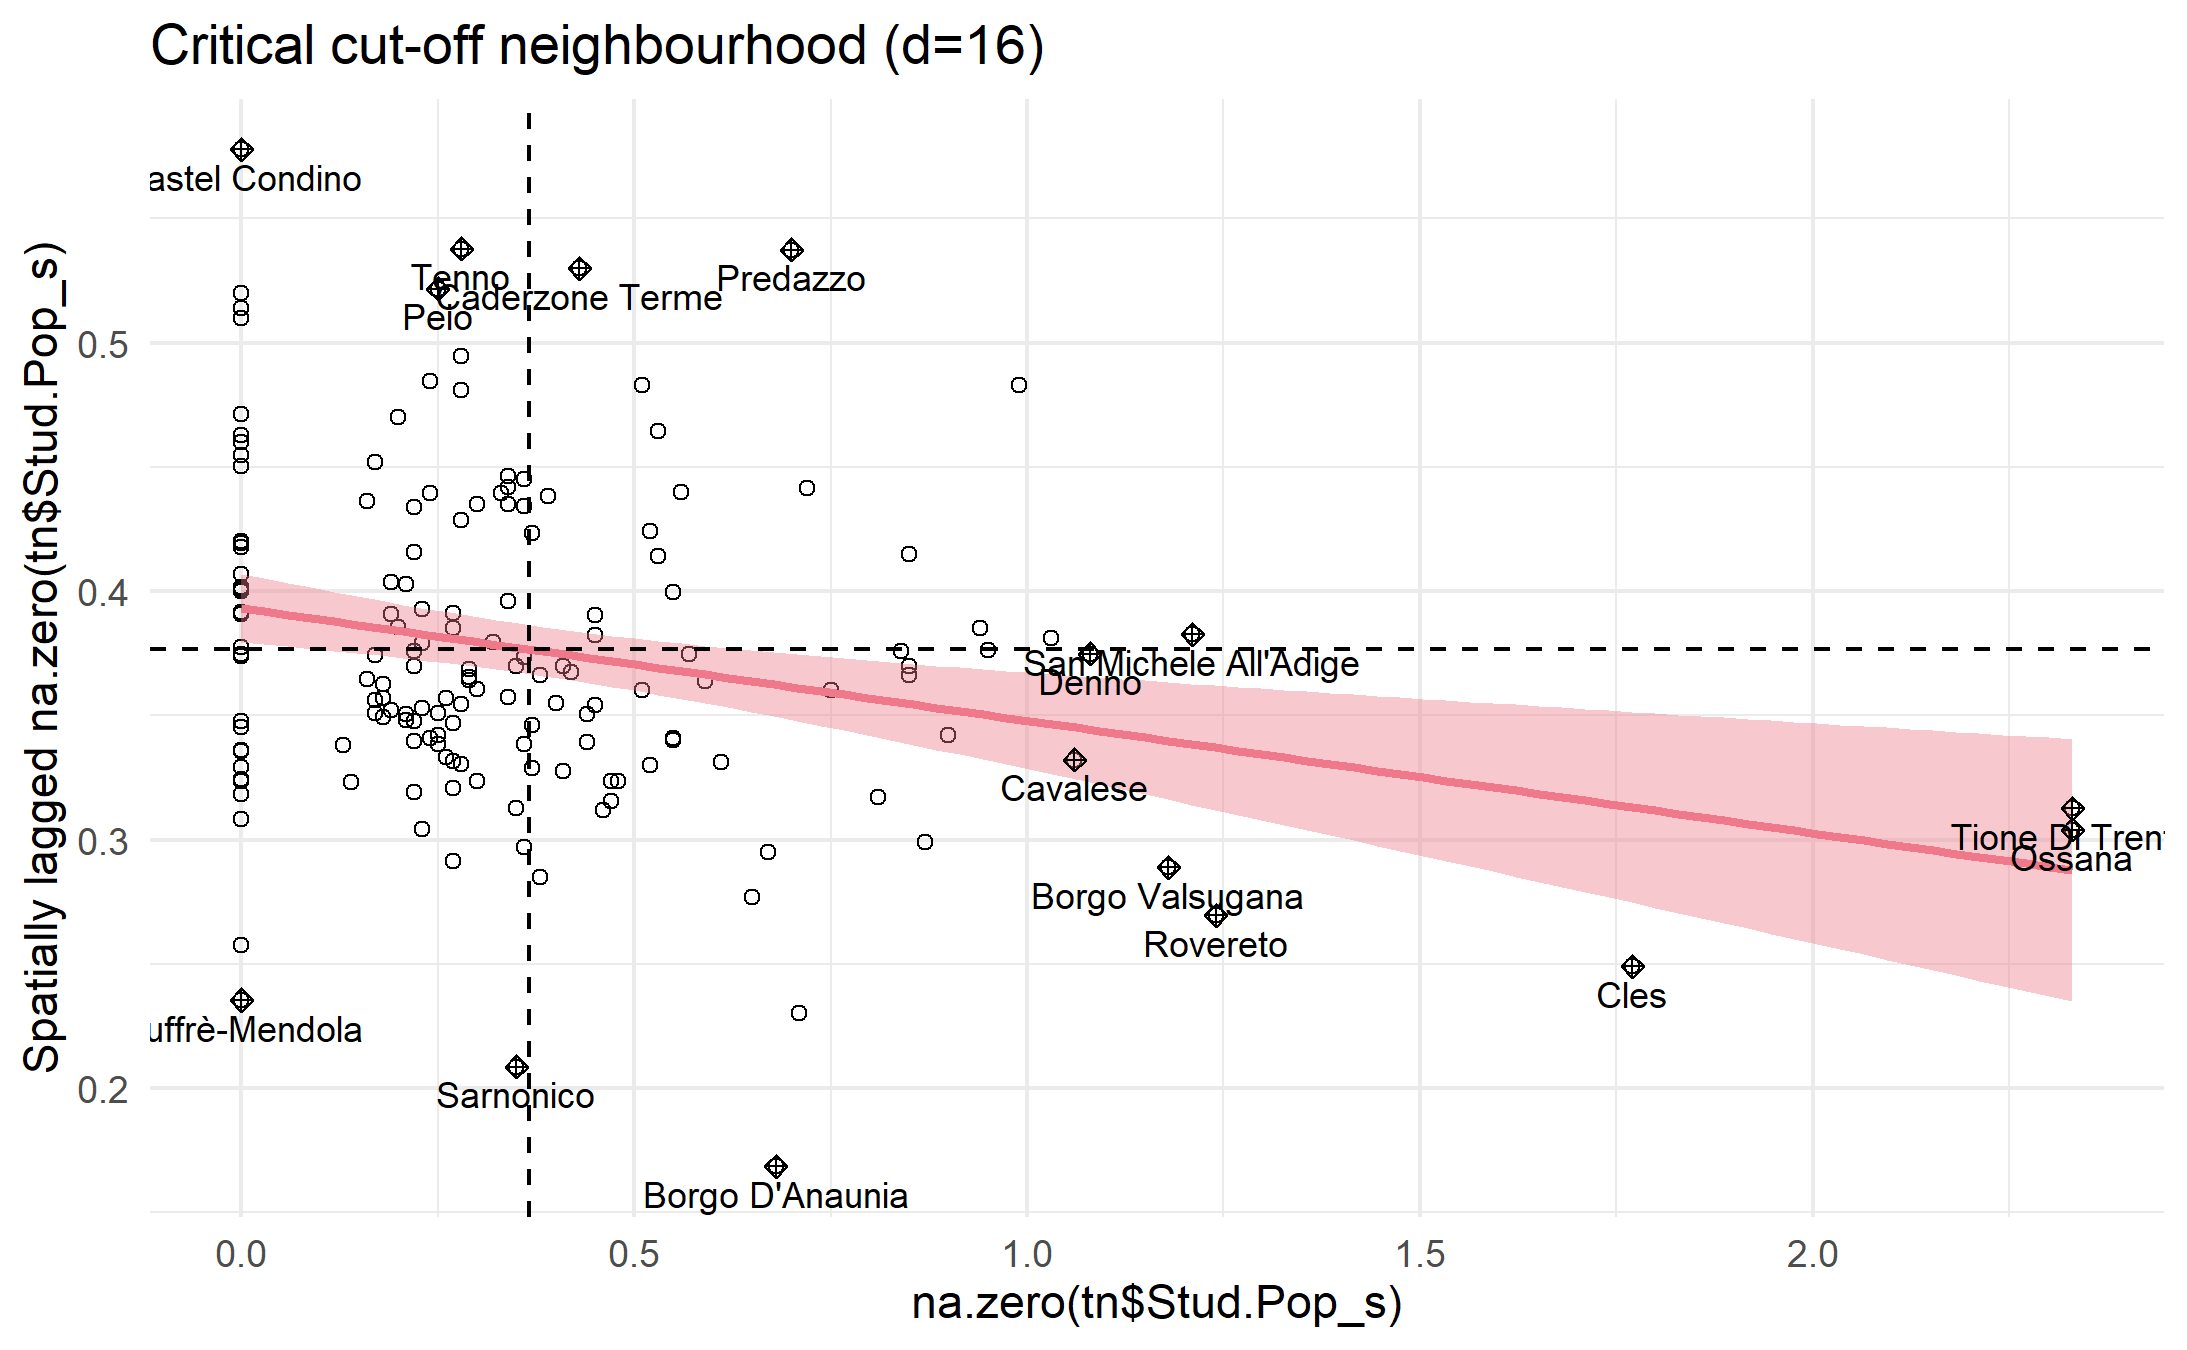 Critical cut-off neighbourhood (d=16)
Spatially lagged na.zero(tn$Stud.Pop_s)
0.5
0.4
0.3
0.2
astel Condino
Tenno
Predazzo
Caderzone Terme
Peio
San Michele All'Adige
Denno
Cavalese
Tione Di Trent
Ossana
Borgo Valsugana
Rovereto
Cles
uffrè-Mendola
Sarnonico
Borgo D'Anaunia
0.0
0.5
1.0
1.5
2.0
na.zero(tn$Stud.Pop_s)